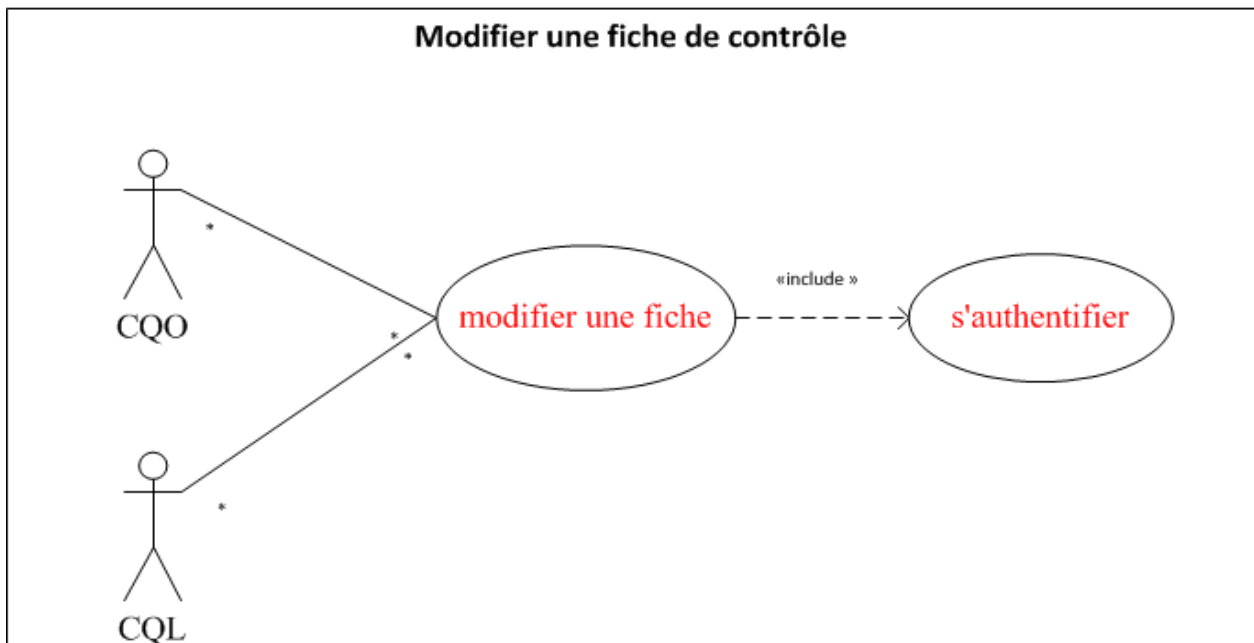 Modifier une fiche de contrôle
*
CQO
«include »
modifier une fiche
s'authentifier
*
*
*
CQL